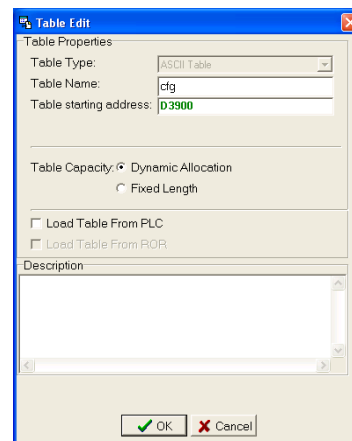 Table Edit
Table Properties
Table Type: ASCII Table
Table Name: cfg
Table starting address: D3900
Table Capacity: Dynamic Allocation
Fixed Length
Load Table From PLC
Load Table From ROR
Description
OK Cancel